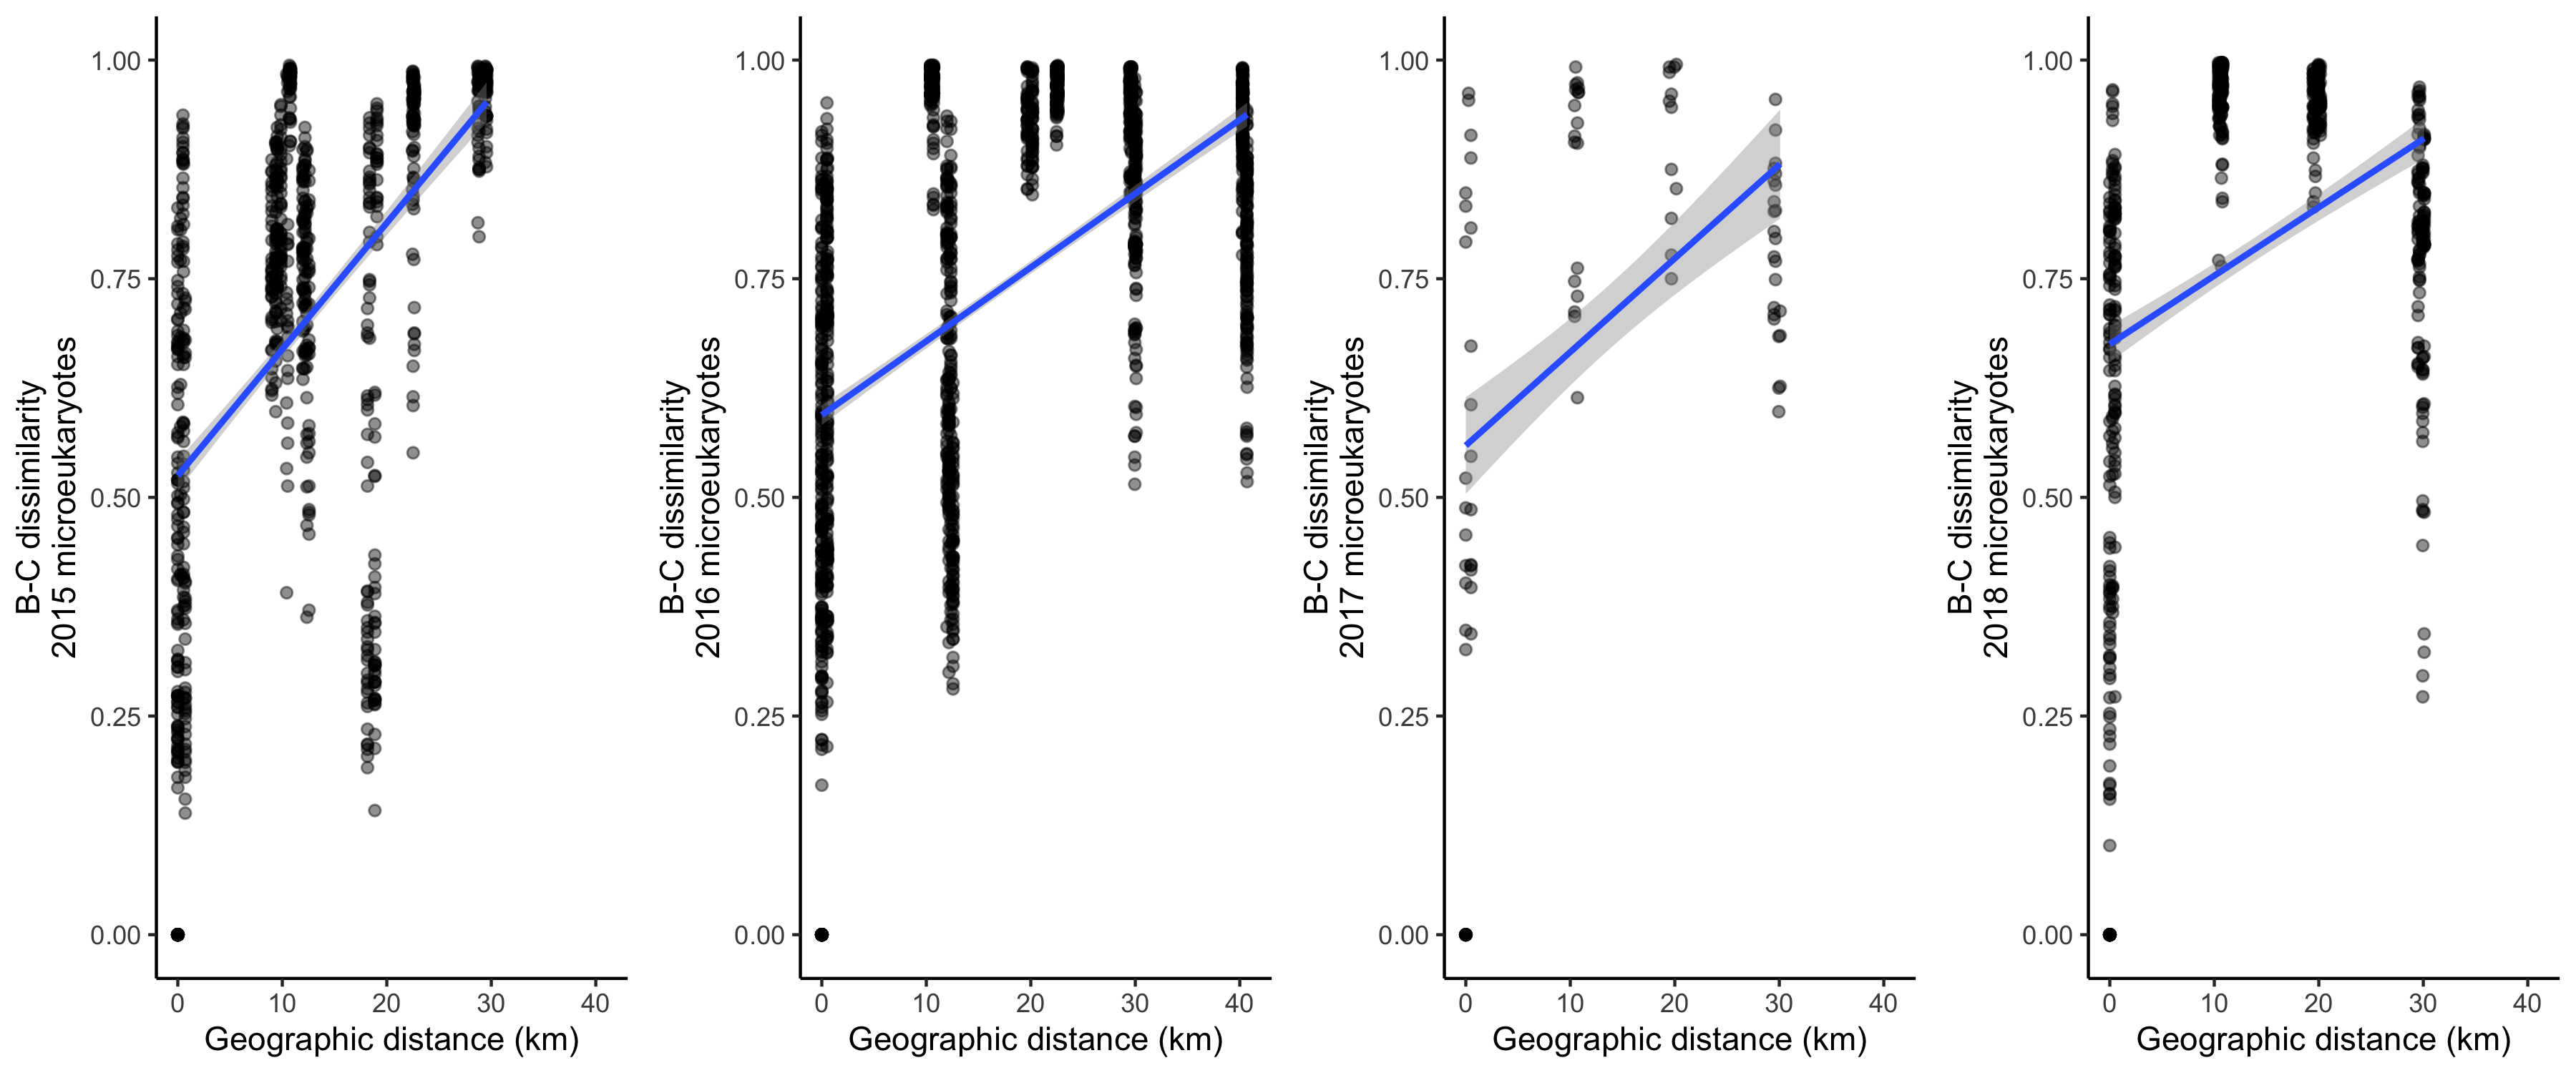 B-C dissimilarity
2015 microeukaryotes
1.00
0.75
0.50
0.25
0.00
0 10 20 30 40
Geographic distance (km)
B-C dissimilarity
2016 microeukaryotes
1.00
0.75
0.50
0.25
0.00
0 10 20 30 40
Geographic distance (km)
B-C dissimilarity
2017 microeukaryotes
1.00
0.75
0.50
0.25
0.00
0 10 20 30 40
Geographic distance (km)
B-C dissimilarity
2018 microeukaryotes
1.00
0.75
0.50
0.25
0.00
0 10 20 30 40
Geographic distance (km)